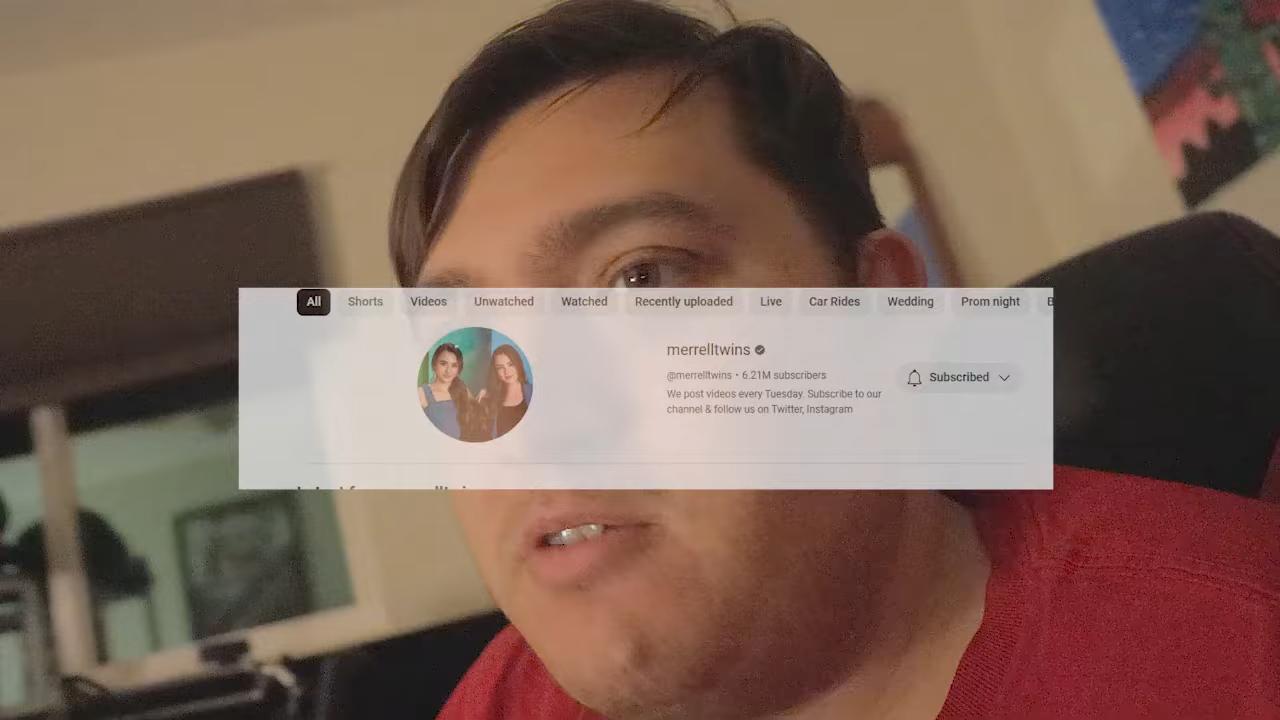 All Shorts Videos Unwatched Watched Recently uploaded Live Car Rides Wedding Prom night
merrelltwins
@merrelltwins • 6.21M subscribers
We post videos every Tuesday. Subscribe to our
channel & follow us on Twitter, Instagram
Subscribed